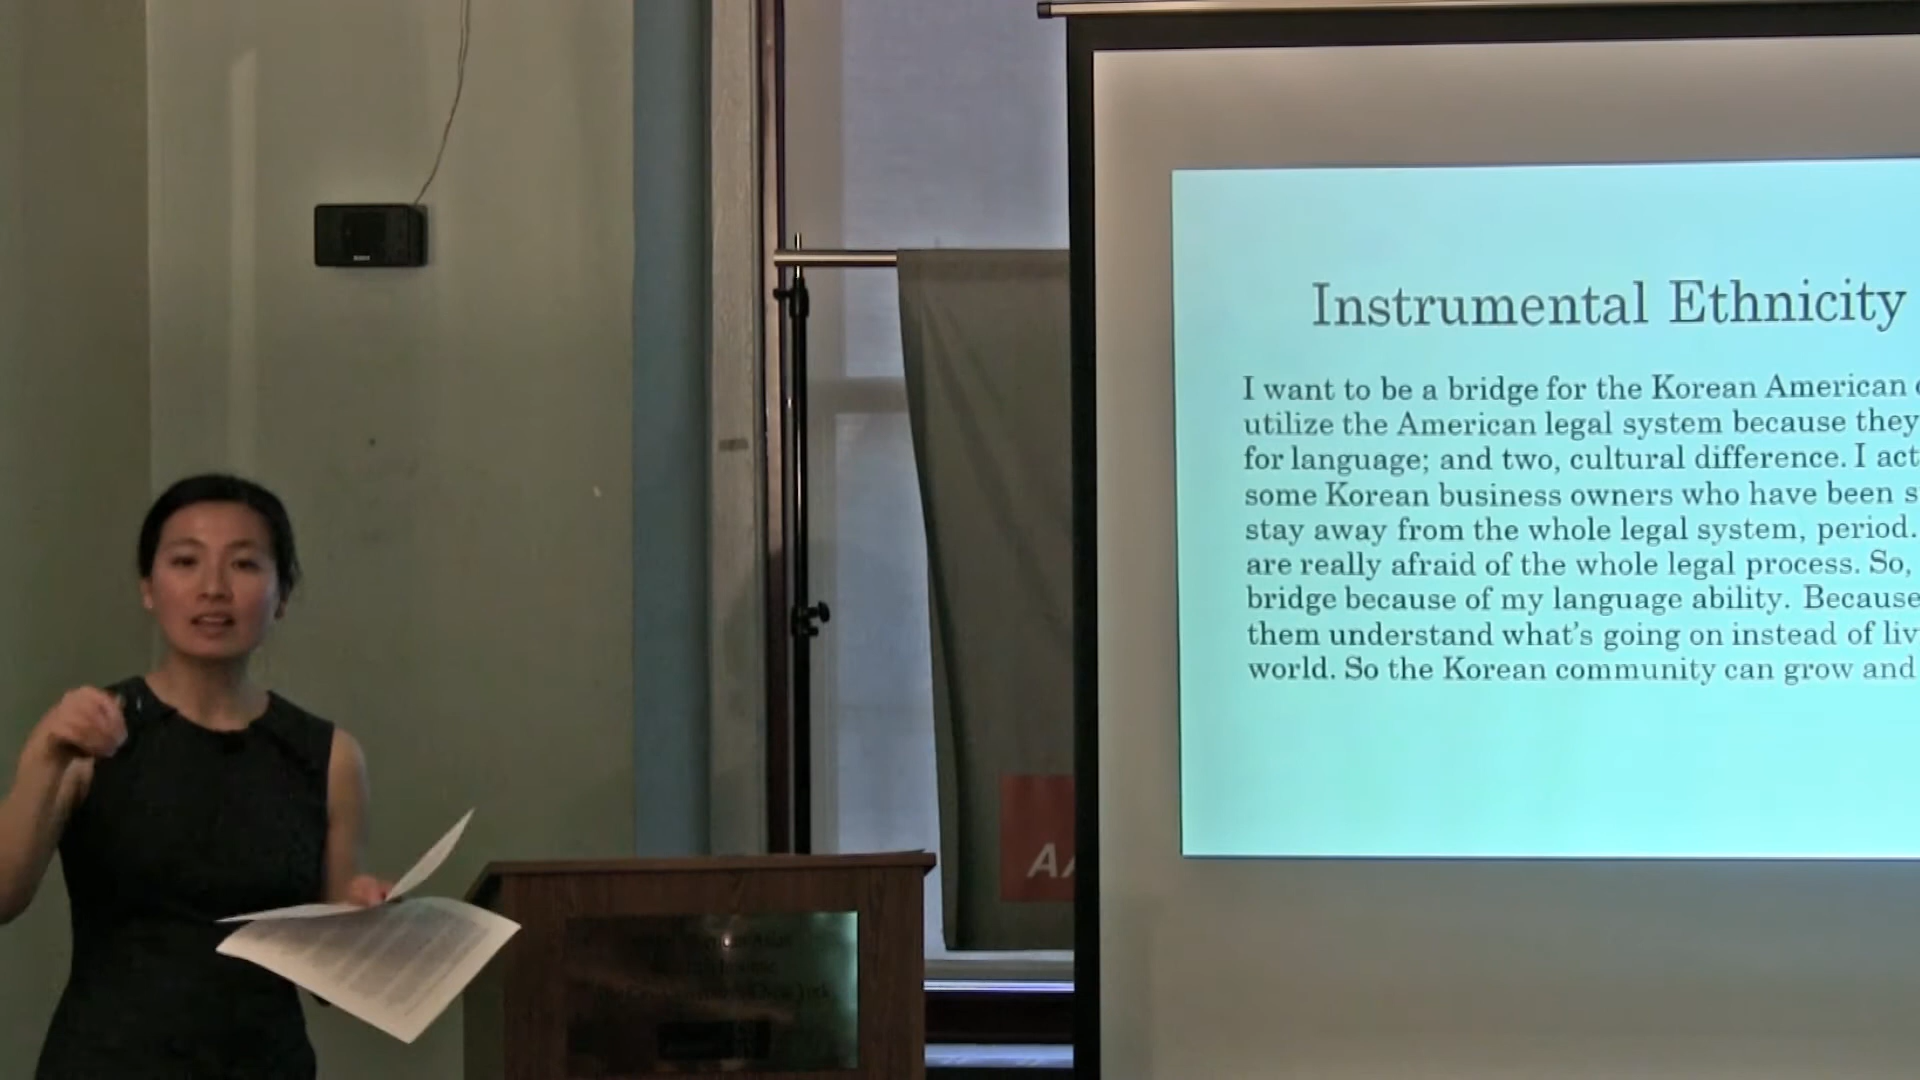 Instrumental Ethnicity
I want to be a bridge for the Korean American
utilize the American legal system because they
for language; and two, cultural difference. I act
some Korean business owners who have been s
stay away from the whole legal system, period.
are really afraid of the whole legal process. So,
bridge because of my language ability. Because
them understand what's going on instead of liv
world. So the Korean community can grow and
AA